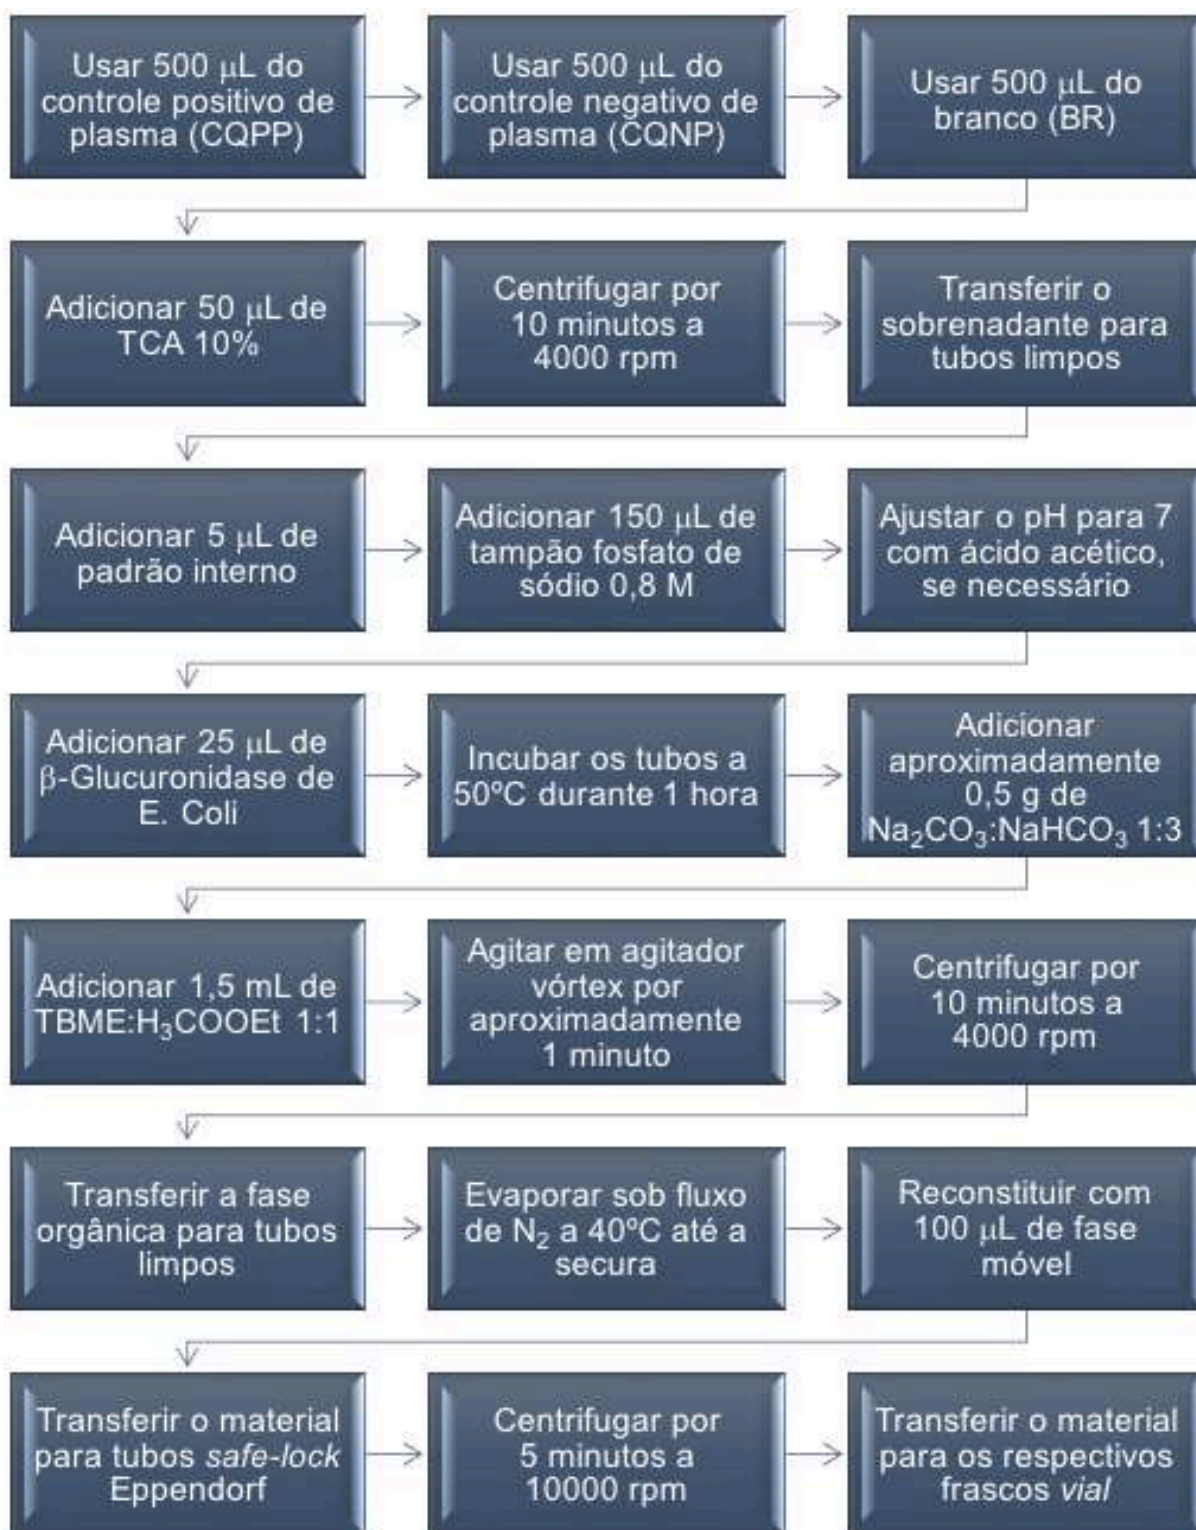 Usar 500 μL do
controle positivo de
plasma (CQPP)
Usar 500 μL do
controle negativo de
plasma (CQNP)
Usar 500 μL do
branco (BR)
Adicionar 50 μL de
TCA 10%
Centrifugar por
10 minutos a
4000 rpm
Transferir o
sobrenadante para
tubos limpos
Adicionar 5 μL de
padrão interno
Adicionar 150 μL de
tampão fosfato de
sódio 0,8 M
Ajustar o pH para 7
com ácido acético,
se necessário
Adicionar 25 μL de
β-Glucuronidase de
E. Coli
Incubar os tubos a
50ºC durante 1 hora
Adicionar
aproximadamente
0,5 g de
Na₂CO₃:NaHCO₃ 1:3
Adicionar 1,5 mL de
TBME:H₃COOEt 1:1
Agitar em agitador
vórtex por
aproximadamente
1 minuto
Centrifugar por
10 minutos a
4000 rpm
Transferir a fase
orgânica para tubos
limpos
Evaporar sob fluxo
de N₂ a 40ºC até a
secura
Reconstituir com
100 μL de fase
móvel
Transferir o material
para tubos safe-lock
Eppendorf
Centrifugar por
5 minutos a
10000 rpm
Transferir o material
para os respectivos
frascos vial